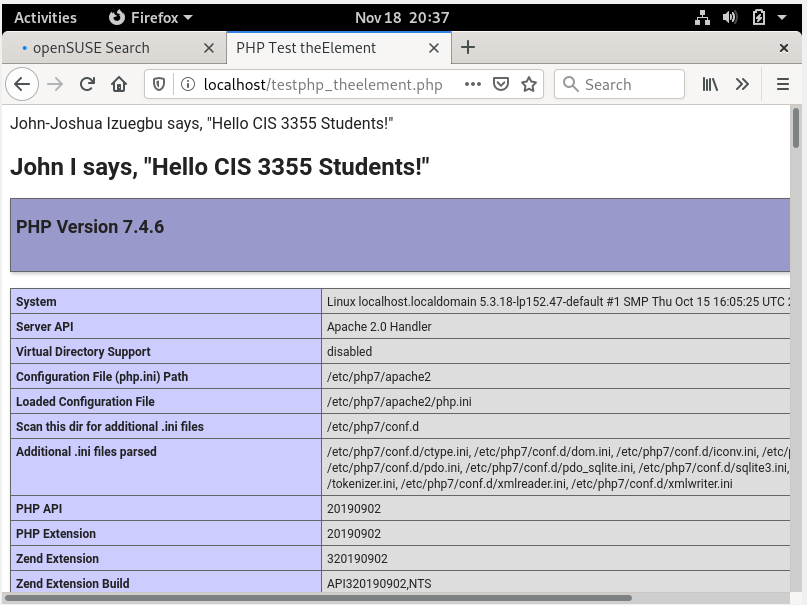 Activities Firefox Nov 18 20:37
openSUSE Search PHP Test theElement
localhost/testphp_theelement.php Search
John-Joshua Izuegbu says, "Hello CIS 3355 Students!"
John I says, "Hello CIS 3355 Students!"
PHP Version 7.4.6
System Linux localhost.localdomain 5.3.18-lp152.47-default #1 SMP Thu Oct 15 16:05:25 UTC
Server API Apache 2.0 Handler
Virtual Directory Support disabled
Configuration File (php.ini) Path /etc/php7/apache2
Loaded Configuration File /etc/php7/apache2/php.ini
Scan this dir for additional .ini files /etc/php7/conf.d
Additional .ini files parsed /etc/php7/conf.d/ctype.ini, /etc/php7/conf.d/dom.ini, /etc/php7/conf.d/iconv.ini,
/etc/php7/conf.d/pdo.ini, /etc/php7/conf.d/pdo_sqlite.ini, /etc/php7/conf.d/sqlite3.ini,
/tokenizer.ini, /etc/php7/conf.d/xmlreader.ini, /etc/php7/conf.d/xmlwriter.ini
PHP API 20190902
PHP Extension 20190902
Zend Extension 320190902
Zend Extension Build API320190902,NTS